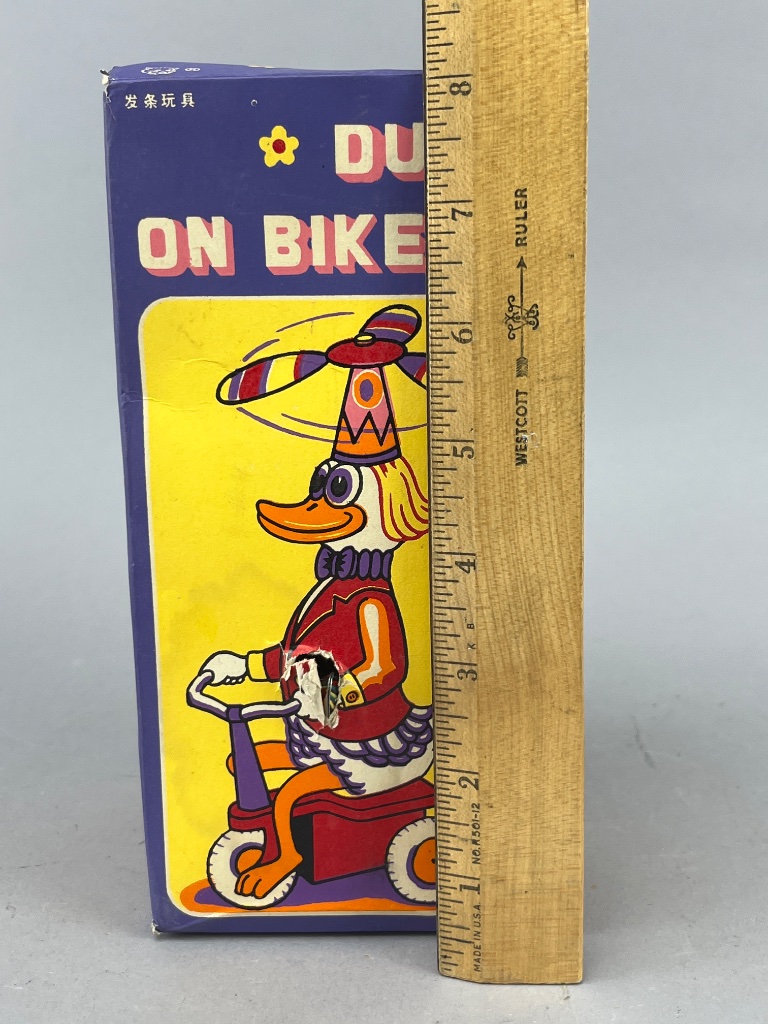 发条玩具
DU
ON BIKE
8
7
6
5
4
3
2
1
WESTCOTT RULER
K B
MADE IN U.S.A. NO. R501-12